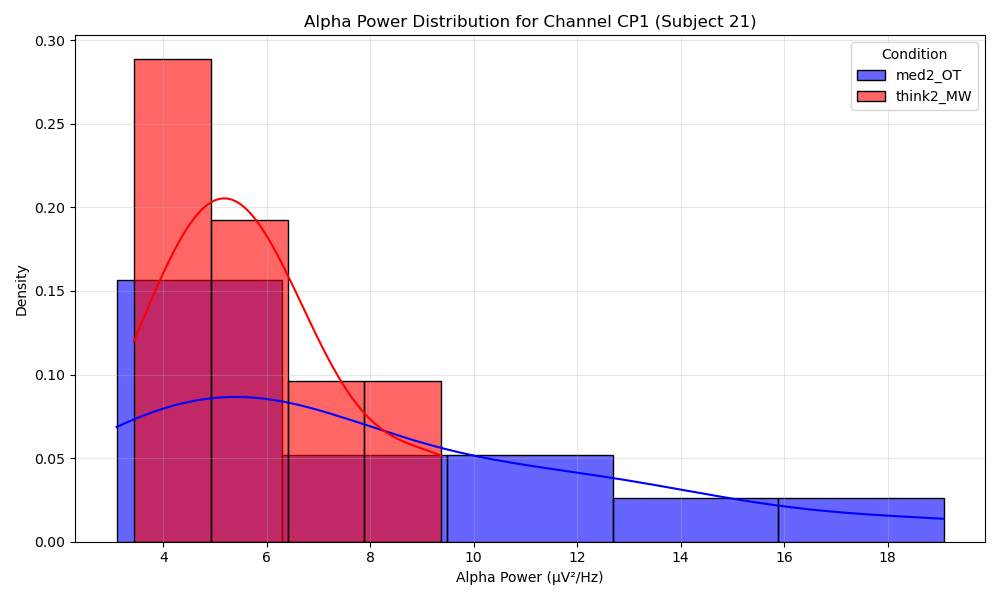 Alpha Power Distribution for Channel CP1 (Subject 21)
Condition
med2_OT
think2_MW
Density
0.30
0.25
0.20
0.15
0.10
0.05
0.00
4 6 8 10 12 14 16 18
Alpha Power (µV²/Hz)